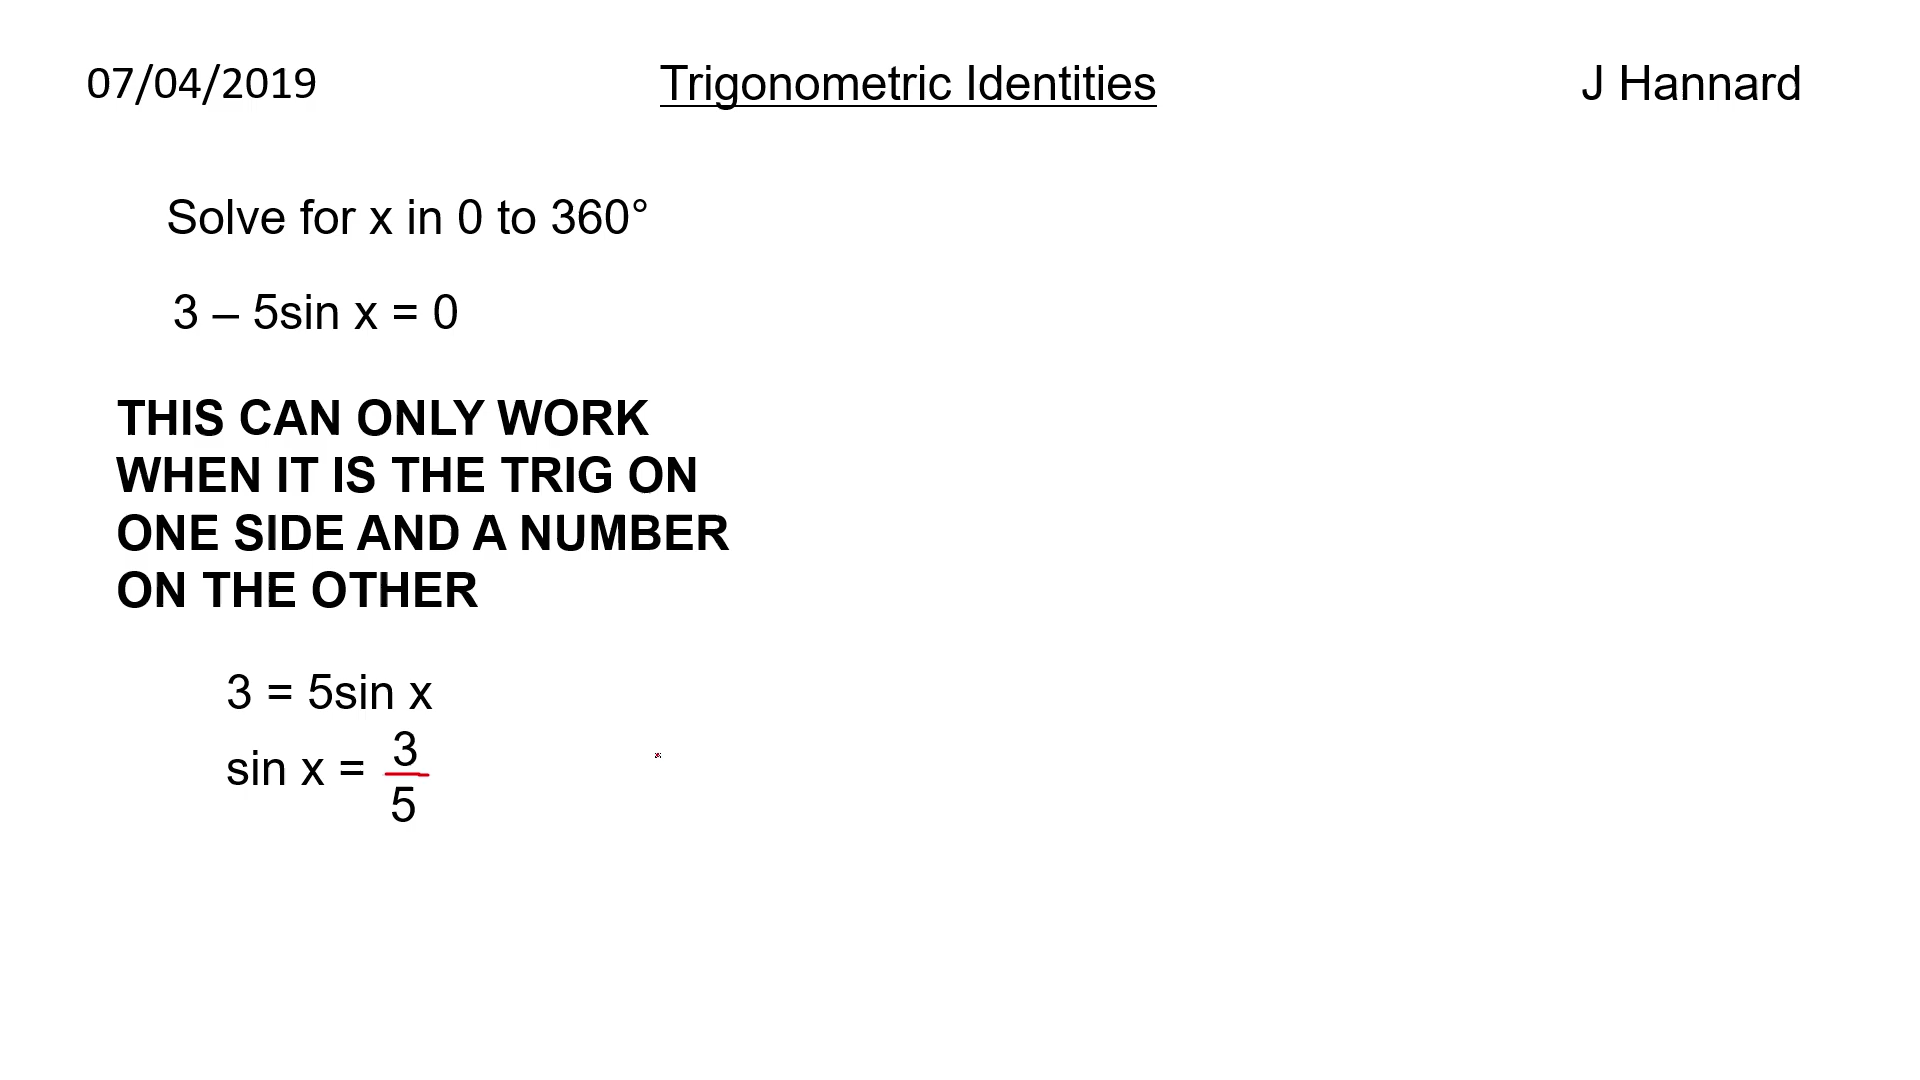 07/04/2019 Trigonometric Identities J Hannard
Solve for x in 0 to 360°
3 – 5sin x = 0
THIS CAN ONLY WORK
WHEN IT IS THE TRIG ON
ONE SIDE AND A NUMBER
ON THE OTHER
3 = 5sin x
sin x = 3/5